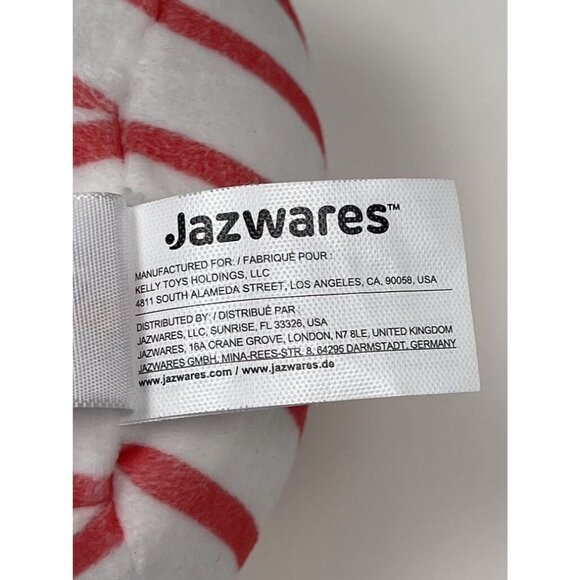 Jazwares™
MANUFACTURED FOR: / FABRIQUÉ POUR :
KELLY TOYS HOLDINGS, LLC
4811 SOUTH ALAMEDA STREET, LOS ANGELES, CA, 90058, USA
DISTRIBUTED BY: / DISTRIBUÉ PAR :
JAZWARES, LLC, SUNRISE, FL 33326, USA
JAZWARES, 16A CRANE GROVE, LONDON, N7 8LE, UNITED KINGDOM
JAZWARES GMBH, MINA-REES-STR. 8, 64295 DARMSTADT, GERMANY
www.jazwares.com / www.jazwares.de